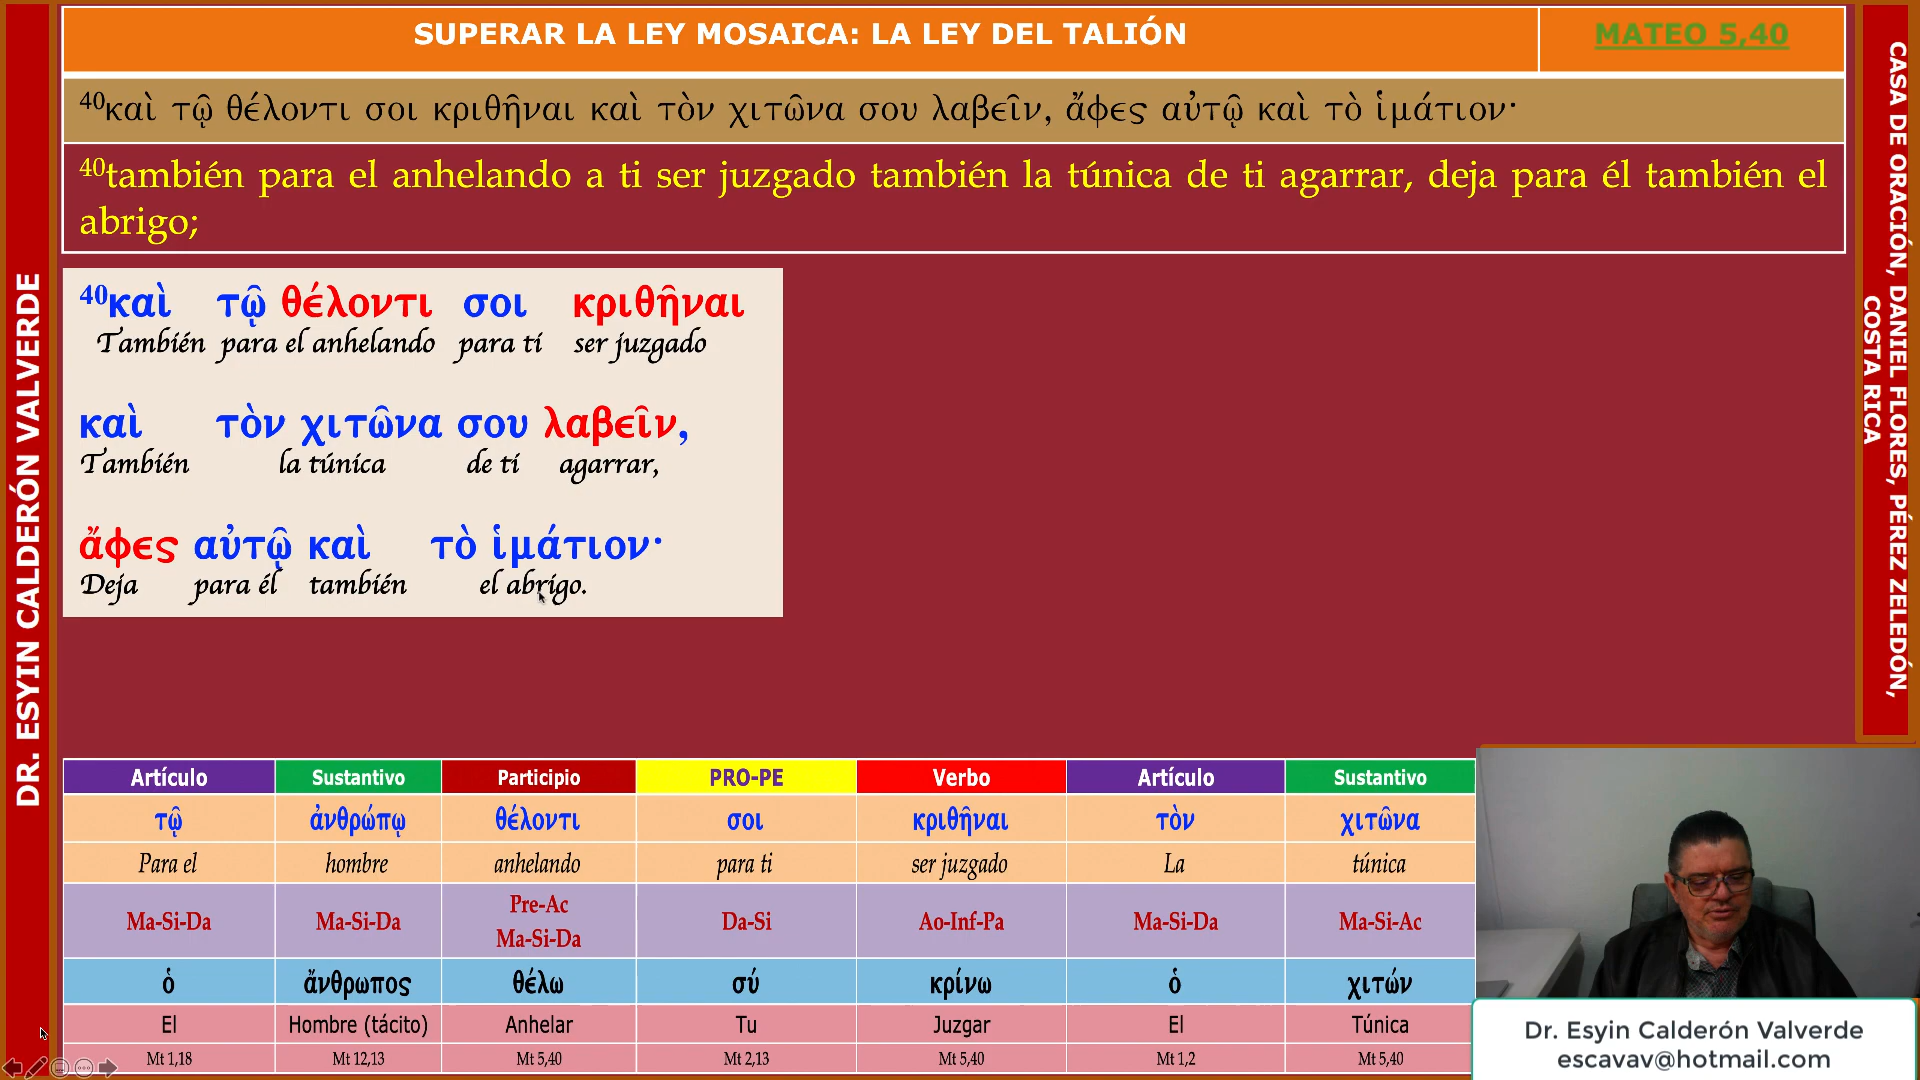 SUPERAR LA LEY MOSAICA: LA LEY DEL TALIÓN
MATEO 5,40
⁴⁰καὶ τῷ θέλοντι σοι κριθῆναι καὶ τὸν χιτῶνα σου λαβεῖν, ἄφες αὐτῷ καὶ τὸ ἱμάτιον·
⁴⁰también para el anhelando a ti ser juzgado también la túnica de ti agarrar, deja para él también el
abrigo;
⁴⁰καὶ τῷ θέλοντι σοι κριθῆναι
También para el anhelando para ti ser juzgado
καὶ τὸν χιτῶνα σου λαβεῖν,
También la túnica de ti agarrar,
ἄφες αὐτῷ καὶ τὸ ἱμάτιον·
Deja para él también el abrigo.
Artículo Sustantivo Participio PRO-PE Verbo Artículo Sustantivo
τῷ ἀνθρώπῳ θέλοντι σοι κριθῆναι τὸν χιτῶνα
Para el hombre anhelando para ti ser juzgado La túnica
Ma-Si-Da Ma-Si-Da Pre-Ac Ma-Si-Da Da-Si Ao-Inf-Pa Ma-Si-Da Ma-Si-Ac
ὁ ἄνθρωπος θέλω σύ κρίνω ὁ χιτών
El Hombre (tácito) Anhelar Tu Juzgar El Túnica
Mt 1,18 Mt 12,13 Mt 5,40 Mt 2,13 Mt 5,40 Mt 1,2 Mt 5,40
DR. ESYIN CALDERÓN VALVERDE
CASA DE ORACIÓN, DANIEL FLORES, PÉREZ ZELEDÓN,
COSTA RICA
Dr. Esyin Calderón Valverde
escavav@hotmail.com